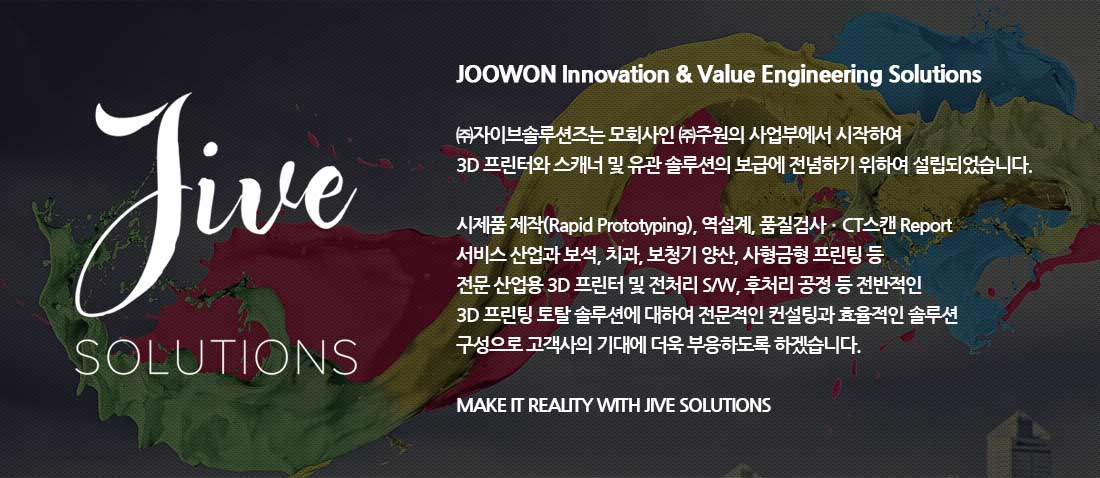 Jive
SOLUTIONS
JOOWON Innovation & Value Engineering Solutions
㈜자이브솔루션즈는 모회사인 ㈜주원의 사업부에서 시작하여
3D 프린터와 스캐너 및 유관 솔루션의 보급에 전념하기 위하여 설립되었습니다.
시제품 제작(Rapid Prototyping), 역설계, 품질검사 · CT스캔 Report
서비스 산업과 보석, 치과, 보청기 양산, 사형금형 프린팅 등
전문 산업용 3D 프린터 및 전처리 S/W, 후처리 공정 등 전반적인
3D 프린팅 토탈 솔루션에 대하여 전문적인 컨설팅과 효율적인 솔루션
구성으로 고객사의 기대에 더욱 부응하도록 하겠습니다.
MAKE IT REALITY WITH JIVE SOLUTIONS